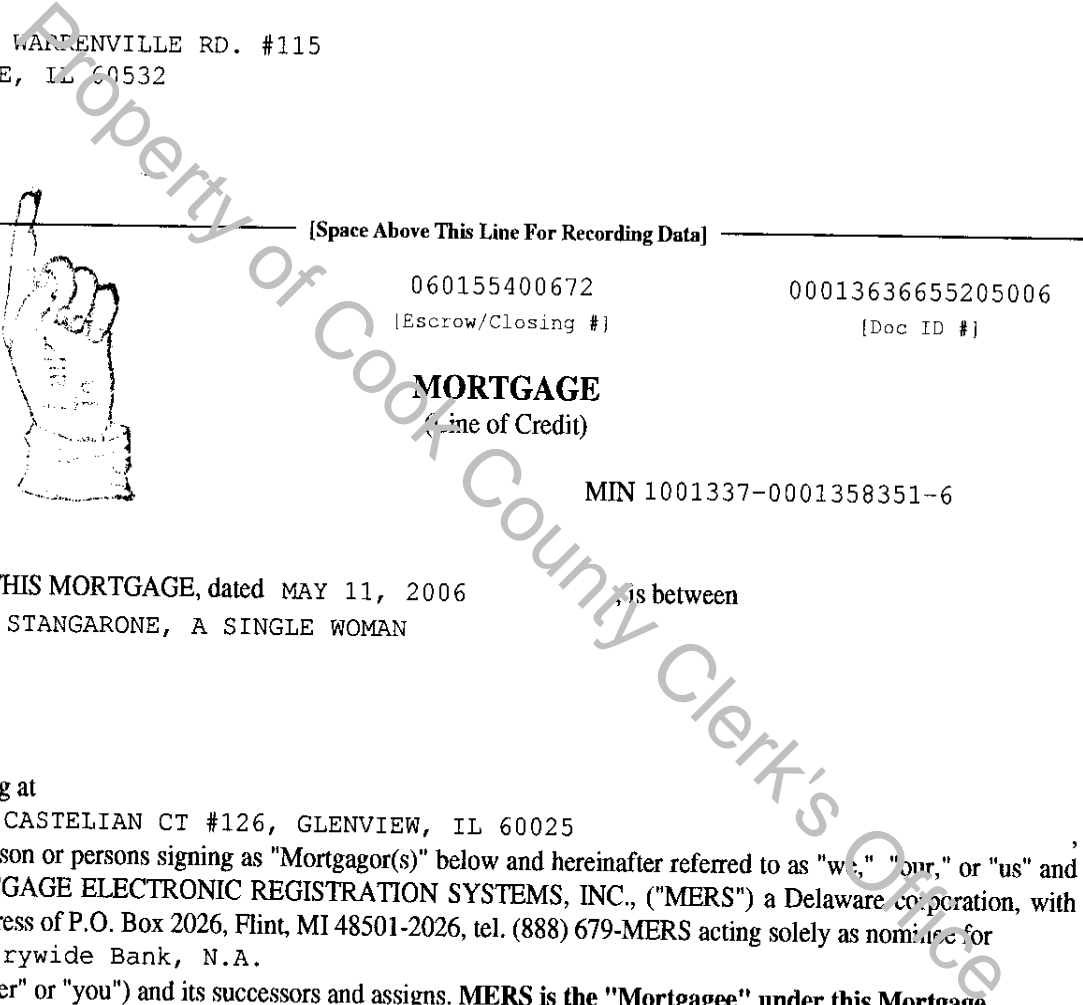 WARRENVILLE RD. #115
E, IL 60532
[Space Above This Line For Recording Data]
060155400672 00013636655205006
[Escrow/Closing #] [Doc ID #]
MORTGAGE
(Line of Credit)
MIN 1001337-0001358351-6
THIS MORTGAGE, dated MAY 11, 2006 , is between
STANGARONE, A SINGLE WOMAN
g at
CASTELIAN CT #126, GLENVIEW, IL 60025 ,
son or persons signing as "Mortgagor(s)" below and hereinafter referred to as "we," "our," or "us" and
GAGE ELECTRONIC REGISTRATION SYSTEMS, INC., ("MERS") a Delaware corporation, with
ress of P.O. Box 2026, Flint, MI 48501-2026, tel. (888) 679-MERS acting solely as nominee for
rywide Bank, N.A.
er" or "you") and its successors and assigns. MERS is the "Mortgagee" under this Mortgage
Property of Cook County Clerk's Office